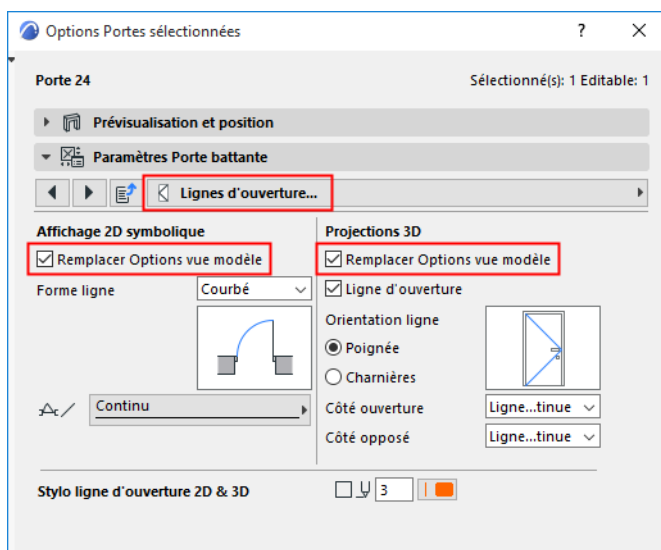 Options Portes sélectionnées ?
Porte 24 Sélectionné(s): 1 Editable: 1
Prévisualisation et position
Paramètres Porte battante
Lignes d'ouverture...
Affichage 2D symbolique
Remplacer Options vue modèle
Forme ligne Courbé
Continu
Projections 3D
Remplacer Options vue modèle
Ligne d'ouverture
Orientation ligne
Poignée
Charnières
Côté ouverture Ligne...tinue
Côté opposé Ligne...tinue
Stylo ligne d'ouverture 2D & 3D 3